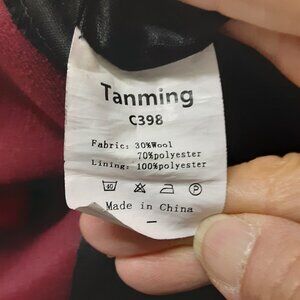 Tanming
C398
Fabric: 30%Wool
70%polyester
Lining: 100%polyester
Made in China